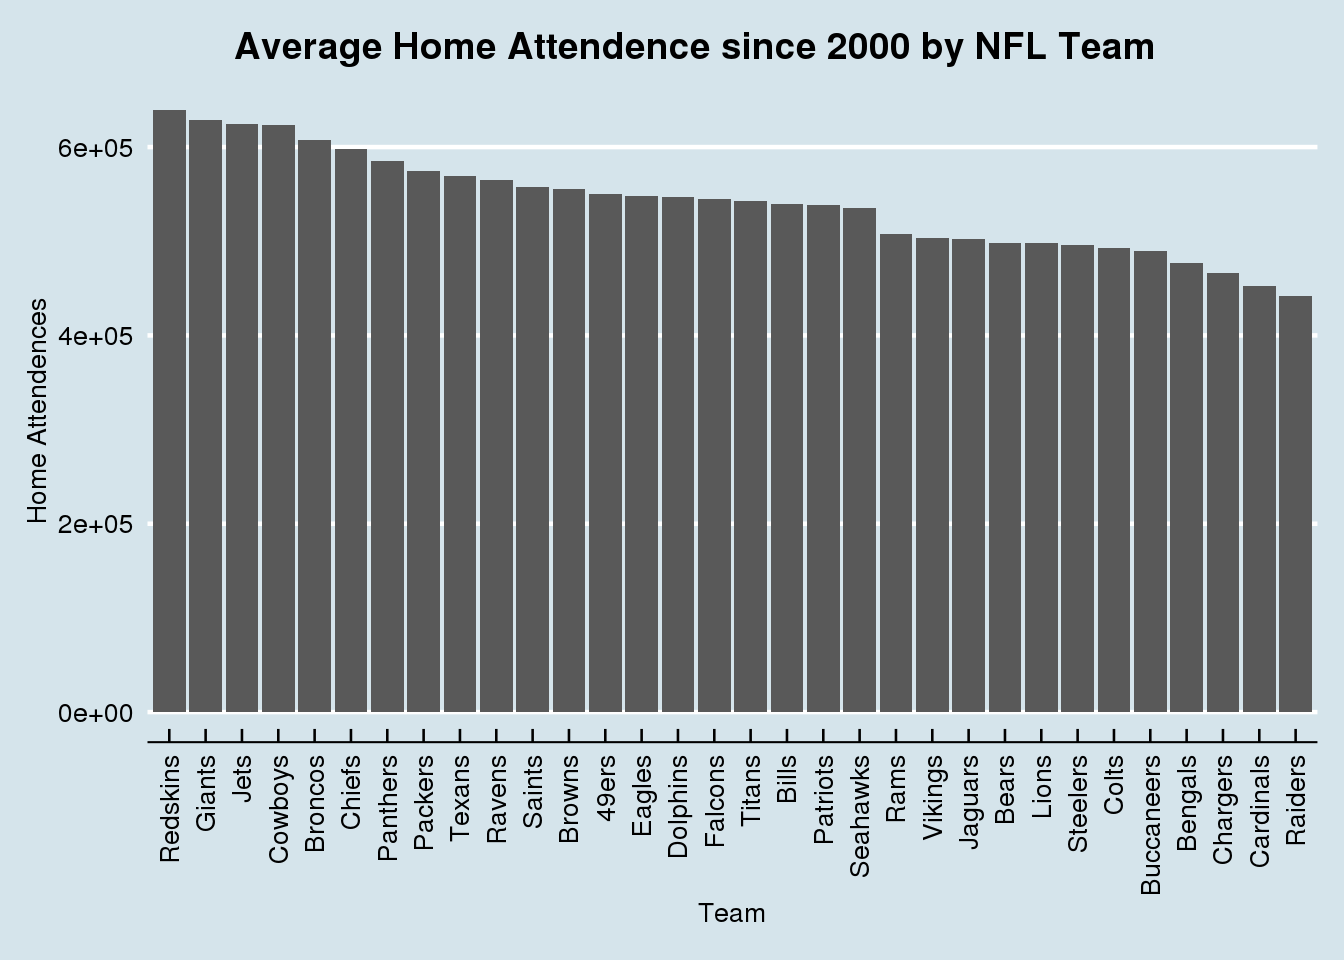 Average Home Attendence since 2000 by NFL Team
Home Attendences
6e+05
4e+05
2e+05
0e+00
Redskins
Giants
Jets
Cowboys
Broncos
Chiefs
Panthers
Packers
Texans
Ravens
Saints
Browns
49ers
Eagles
Dolphins
Falcons
Titans
Bills
Patriots
Seahawks
Rams
Vikings
Jaguars
Bears
Lions
Steelers
Colts
Buccaneers
Bengals
Chargers
Cardinals
Raiders
Team